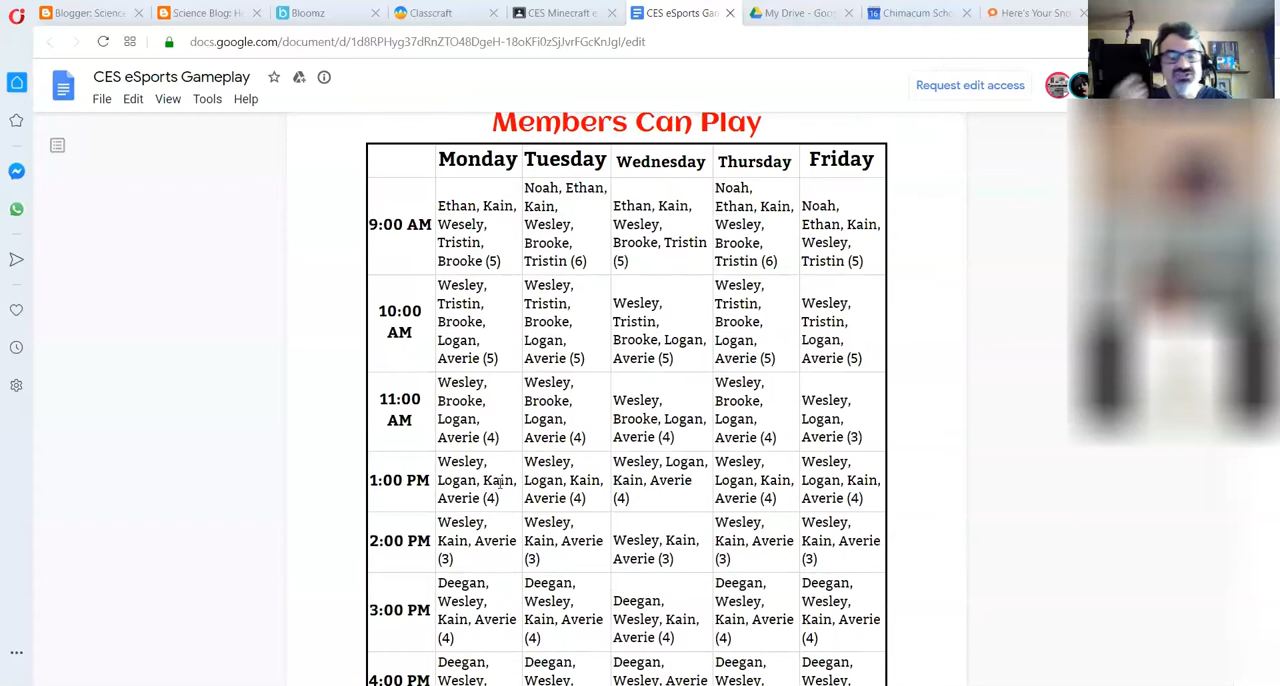 Blogger: Science
Science Blog: H
Bloomz
Classcraft
CES Minecraft e
CES eSports Gam
My Drive - Goo
Chimacum Scho
Here's Your Sno
docs.google.com/document/d/1d8RPHyg37dRnZTO48DgeH-18oKFi0zSjJvrFGcKnJgI/edit
CES eSports Gameplay
Request edit access
File Edit View Tools Help
Members Can Play
Monday Tuesday Wednesday Thursday Friday
9:00 AM
Ethan, Kain,
Wesely,
Tristin,
Brooke (5)
Noah, Ethan,
Kain,
Wesley,
Brooke,
Tristin (6)
Ethan, Kain,
Wesley,
Brooke, Tristin
(5)
Noah,
Ethan, Kain,
Wesley,
Brooke,
Tristin (6)
Noah,
Ethan, Kain,
Wesley,
Tristin (5)
10:00
AM
Wesley,
Tristin,
Brooke,
Logan,
Averie (5)
Wesley,
Tristin,
Brooke,
Logan,
Averie (5)
Wesley,
Tristin,
Brooke, Logan,
Averie (5)
Wesley,
Tristin,
Brooke,
Logan,
Averie (5)
Wesley,
Tristin,
Logan,
Averie (5)
11:00
AM
Wesley,
Brooke,
Logan,
Averie (4)
Wesley,
Brooke,
Logan,
Averie (4)
Wesley,
Brooke, Logan,
Averie (4)
Wesley,
Brooke,
Logan,
Averie (4)
Wesley,
Logan,
Averie (3)
1:00 PM
Wesley,
Logan, Kain,
Averie (4)
Wesley,
Logan, Kain,
Averie (4)
Wesley, Logan,
Kain, Averie
(4)
Wesley,
Logan, Kain,
Averie (4)
Wesley,
Logan, Kain,
Averie (4)
2:00 PM
Wesley,
Kain, Averie
(3)
Wesley,
Kain, Averie
(3)
Wesley, Kain,
Averie (3)
Wesley,
Kain, Averie
(3)
Wesley,
Kain, Averie
(3)
3:00 PM
Deegan,
Wesley,
Kain, Averie
(4)
Deegan,
Wesley,
Kain, Averie
(4)
Deegan,
Wesley, Kain,
Averie (4)
Deegan,
Wesley,
Kain, Averie
(4)
Deegan,
Wesley,
Kain, Averie
(4)
4:00 PM
Deegan,
Wesley,
Deegan,
Wesley,
Deegan,
Wesley, Averie
Deegan,
Wesley,
Deegan,
Wesley,